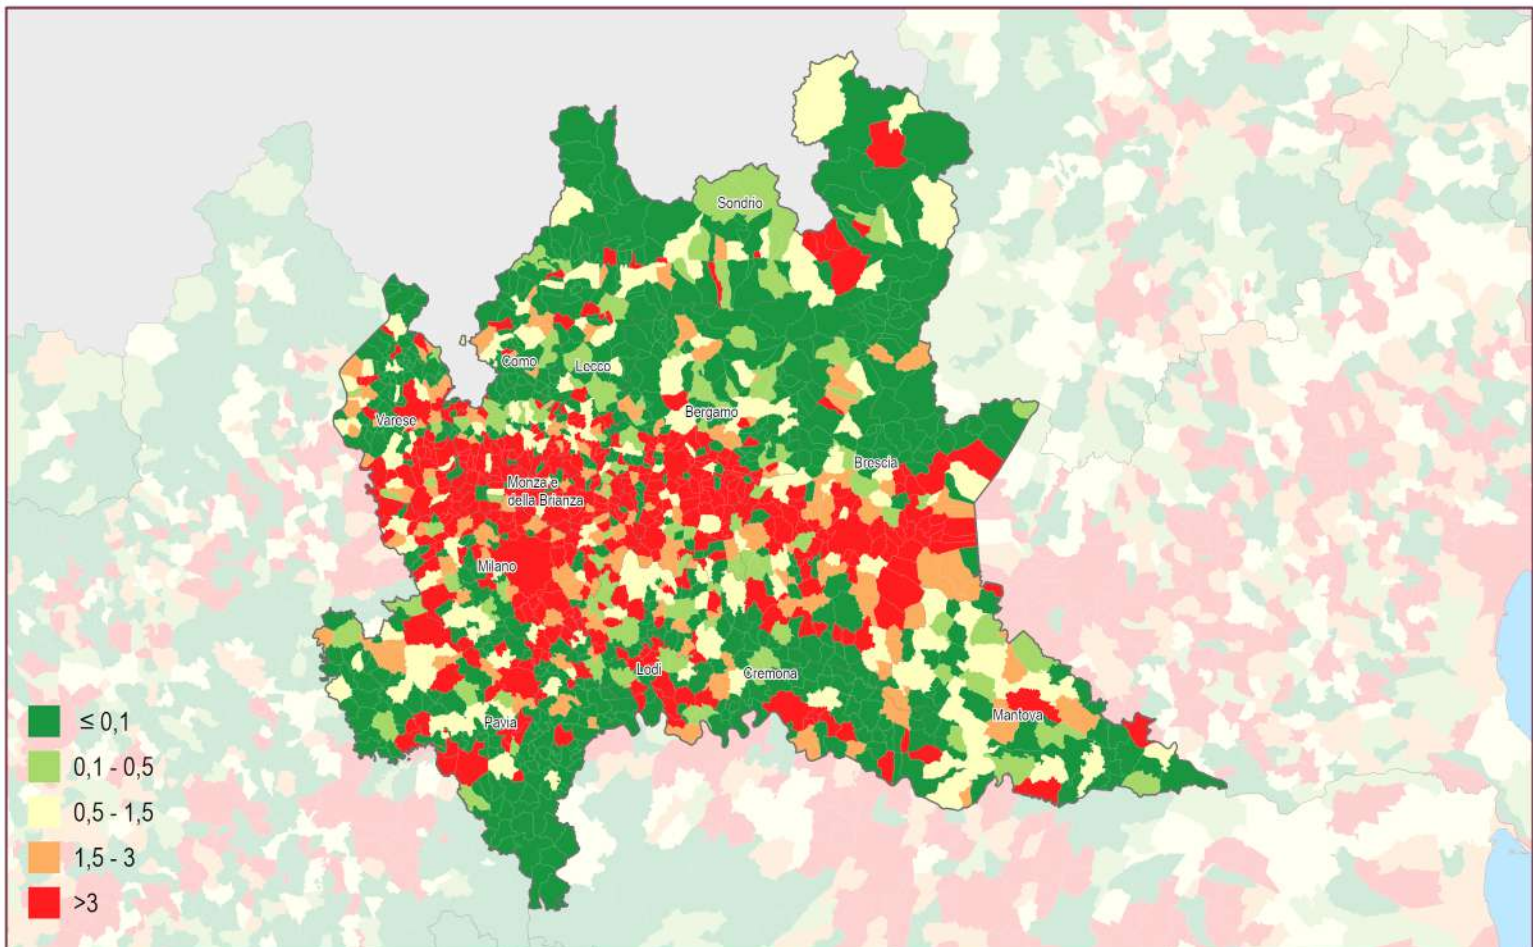 Sondrio
Como
Lecco
Varese
Bergamo
Brescia
Monza e
della Brianza
Milano
Lodi
Cremona
Pavia
Mantova
≤ 0,1
0,1 - 0,5
0,5 - 1,5
1,5 - 3
>3